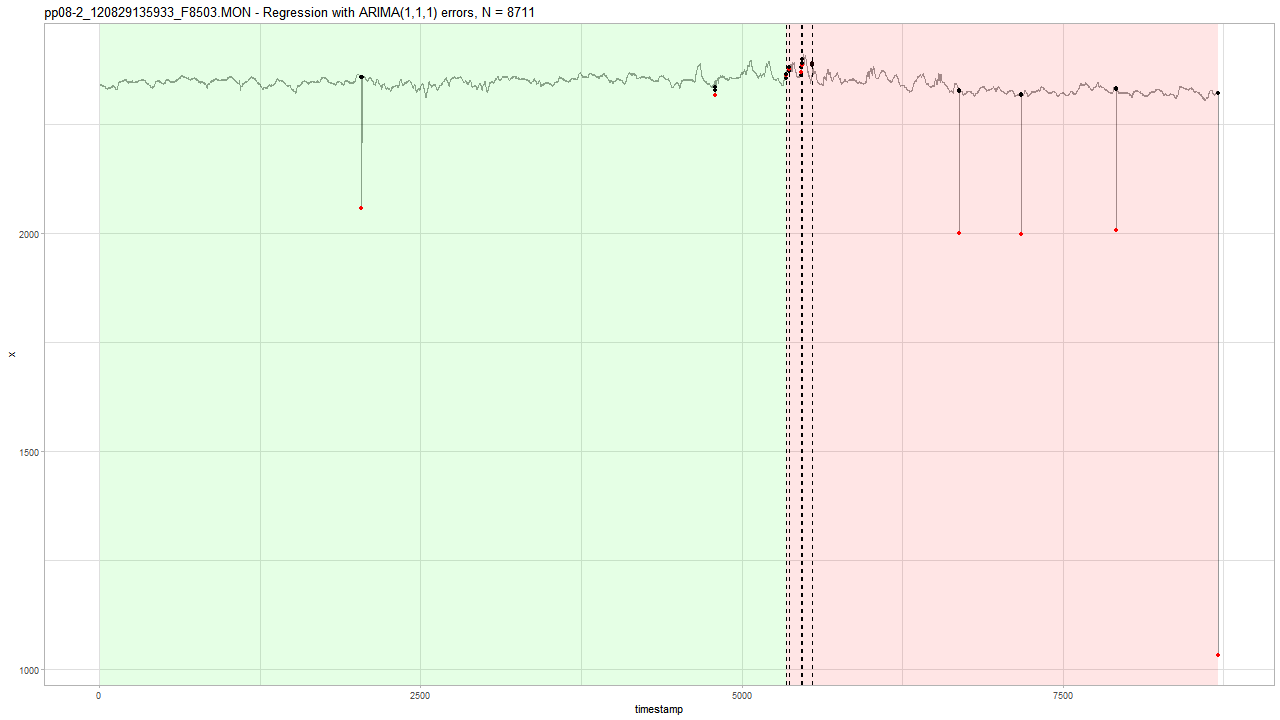 pp08-2_120829135933_F8503.MON - Regression with ARIMA(1,1,1) errors, N = 8711
2000
1500
1000
x
0
2500
5000
7500
timestamp